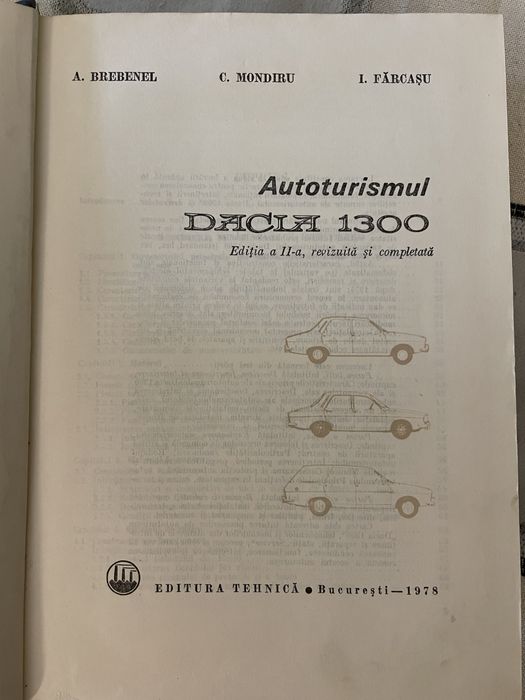 A. BREBENEL C. MONDIRU I. FĂRCAȘU
Autoturismul
DACIA 1300
Ediția a II-a, revizuită și completată
EDITURA TEHNICĂ ● București—1978